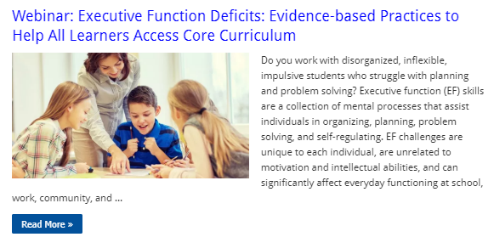 Webinar: Executive Function Deficits: Evidence-based Practices to
Help All Learners Access Core Curriculum
Do you work with disorganized, inflexible,
impulsive students who struggle with planning
and problem solving? Executive function (EF) skills
are a collection of mental processes that assist
individuals in organizing, planning, problem
solving, and self-regulating. EF challenges are
unique to each individual, are unrelated to
motivation and intellectual abilities, and can
significantly affect everyday functioning at school,
work, community, and ...
Read More »